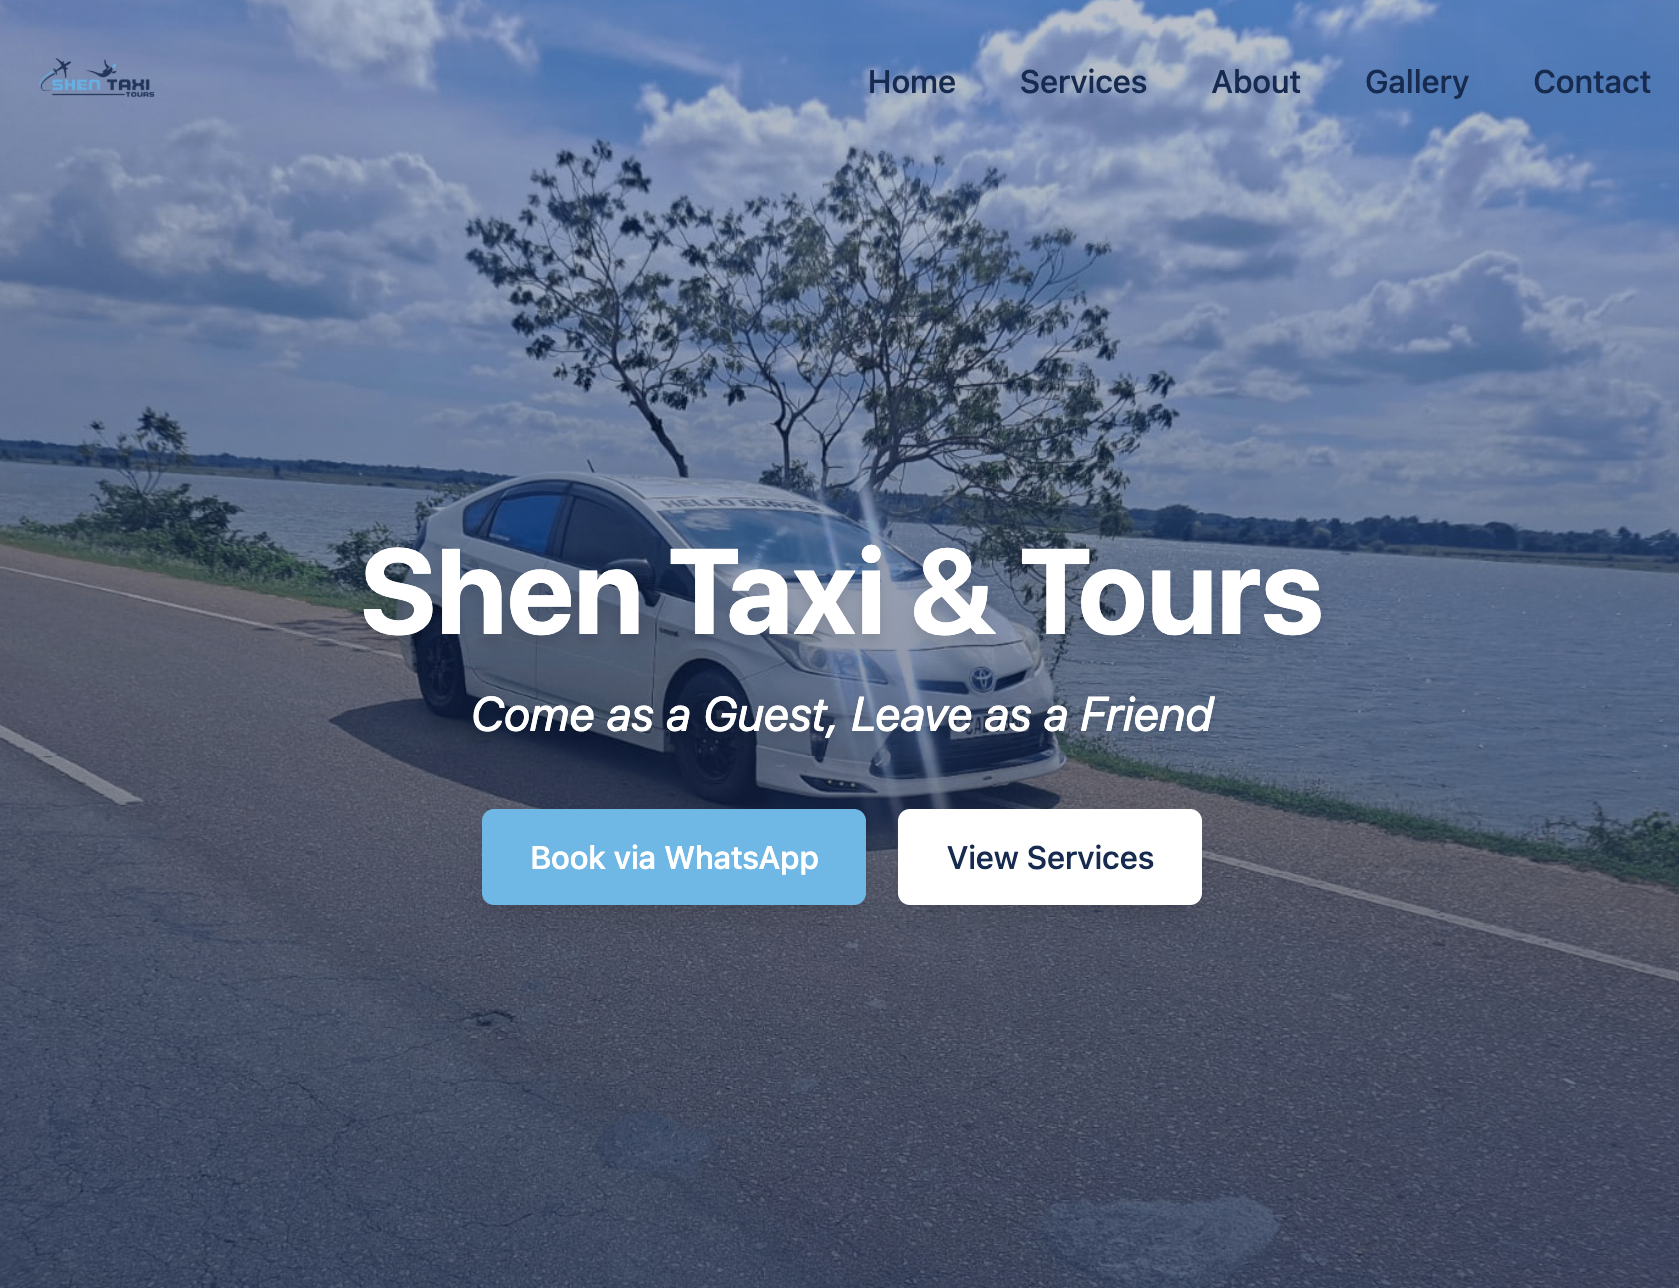 SHEN TAXI
TOURS
Home Services About Gallery Contact
HELLO
Shen Taxi & Tours
Come as a Guest, Leave as a Friend
Book via WhatsApp View Services